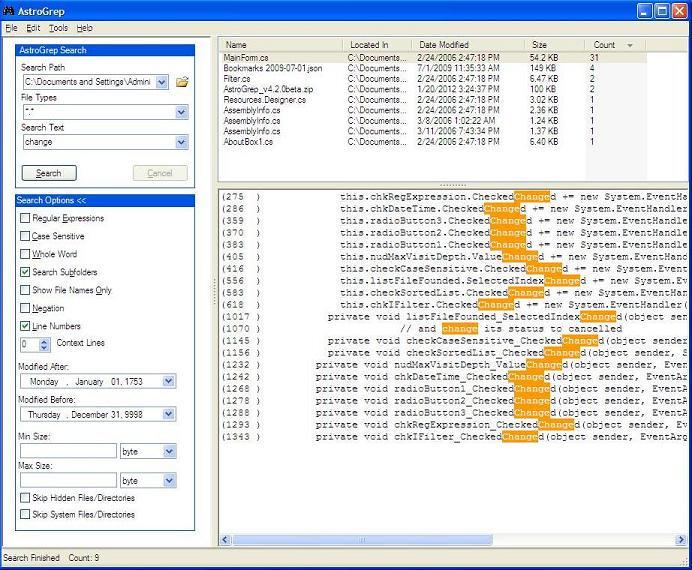 AstroGrep
File Edit Tools Help
AstroGrep Search
Search Path
C:\Documents and Settings\Admini
File Types
*.*
Search Text
change
Search Cancel
Search Options <<
Regular Expressions
Case Sensitive
Whole Word
Search Subfolders
Show File Names Only
Negation
Line Numbers
0 Context Lines
Modified After:
Monday , January 01, 1753
Modified Before:
Thursday , December 31, 9998
Min Size:
byte
Max Size:
byte
Skip Hidden Files/Directories
Skip System Files/Directories
Name Located In Date Modified Size Count
MainForm.cs C:\Documents... 2/24/2006 2:47:18 PM 54.2 KB 31
Bookmarks 2009-07-01.json C:\Documents... 7/1/2009 11:35:33 AM 149 KB 4
Filter.cs C:\Documents... 2/24/2006 2:47:18 PM 6.47 KB 2
AstroGrep_v4.2.0beta.zip C:\Documents... 1/20/2012 3:24:37 PM 100 KB 2
Resources.Designer.cs C:\Documents... 2/24/2006 2:47:18 PM 3.02 KB 1
AssemblyInfo.cs C:\Documents... 2/24/2006 2:47:18 PM 2.36 KB 1
AssemblyInfo.cs C:\Documents... 3/8/2006 1:02:22 AM 1.24 KB 1
AssemblyInfo.cs C:\Documents... 3/11/2006 7:43:34 PM 1.37 KB 1
AboutBox1.cs C:\Documents... 2/24/2006 2:47:18 PM 6.40 KB 1
(275 ) this.chkRegExpression.CheckedChanged += new System.EventHa
(286 ) this.chkDateTime.CheckedChanged += new System.EventHandler
(359 ) this.radioButton3.CheckedChanged += new System.EventHandle
(370 ) this.radioButton2.CheckedChanged += new System.EventHandle
(383 ) this.radioButton1.CheckedChanged += new System.EventHandle
(405 ) this.nudMaxVisitDepth.ValueChanged += new System.EventHand
(416 ) this.checkCaseSensitive.CheckedChanged += new System.Event
(556 ) this.listFileFounded.SelectedIndexChanged += new System.Ev
(583 ) this.checkSortedList.CheckedChanged += new System.EventHan
(618 ) this.chkIFilter.CheckedChanged += new System.EventHandler(
(1017 ) private void listFileFounded_SelectedIndexChanged(object sen
(1070 ) // and change its status to cancelled
(1145 ) private void checkCaseSensitive_CheckedChanged(object sender
(1156 ) private void checkSortedList_CheckedChanged(object sender, S
(1232 ) private void nudMaxVisitDepth_ValueChanged(object sender, Event
(1242 ) private void chkDateTime_CheckedChanged(object sender, EventAr
(1268 ) private void radioButton1_CheckedChanged(object sender, EventA
(1278 ) private void radioButton2_CheckedChanged(object sender, EventA
(1288 ) private void radioButton3_CheckedChanged(object sender, EventA
(1293 ) private void chkRegExpression_CheckedChanged(object sender, Ev
(1343 ) private void chkIFilter_CheckedChanged(object sender, EventArg
Search Finished Count: 9